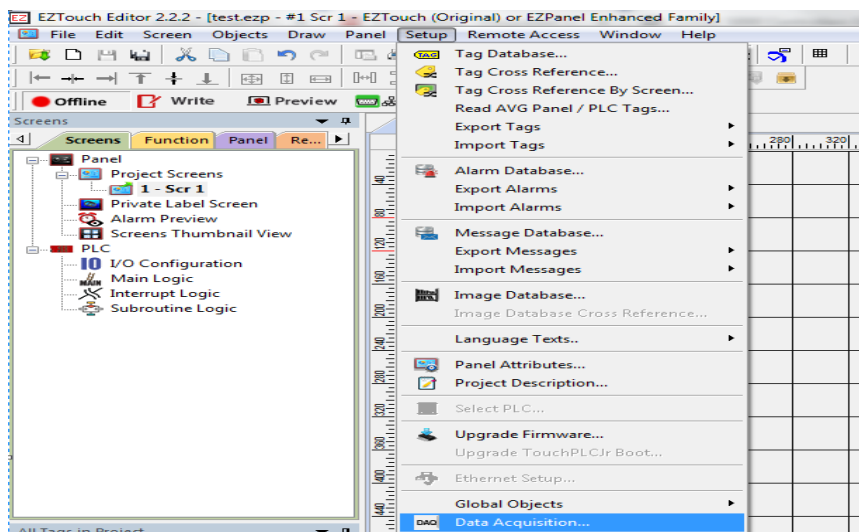 EZ EZTouch Editor 2.2.2 - [test.ezp - #1 Scr 1 - EZTouch (Original) or EZPanel Enhanced Family]
File Edit Screen Objects Draw Panel Setup Remote Access Window Help
Offline Write Preview
Screens
Screens Function Panel Re...
Panel
Project Screens
1 - Scr 1
Private Label Screen
Alarm Preview
Screens Thumbnail View
PLC
I/O Configuration
MAIN Main Logic
Interrupt Logic
Subroutine Logic
All Tags in Project
TAG Tag Database...
Tag Cross Reference...
Tag Cross Reference By Screen...
Read AVG Panel / PLC Tags...
Export Tags
Import Tags
Alarm Database...
Export Alarms
Import Alarms
Message Database...
Export Messages
Import Messages
Image Database...
Image Database Cross Reference...
Language Texts..
Panel Attributes...
Project Description...
Select PLC...
Upgrade Firmware...
Upgrade TouchPLCJr Boot...
Ethernet Setup...
Global Objects
DAQ Data Acquisition...
280 320
40
80
120
160
200
240
280
320
360
400
440